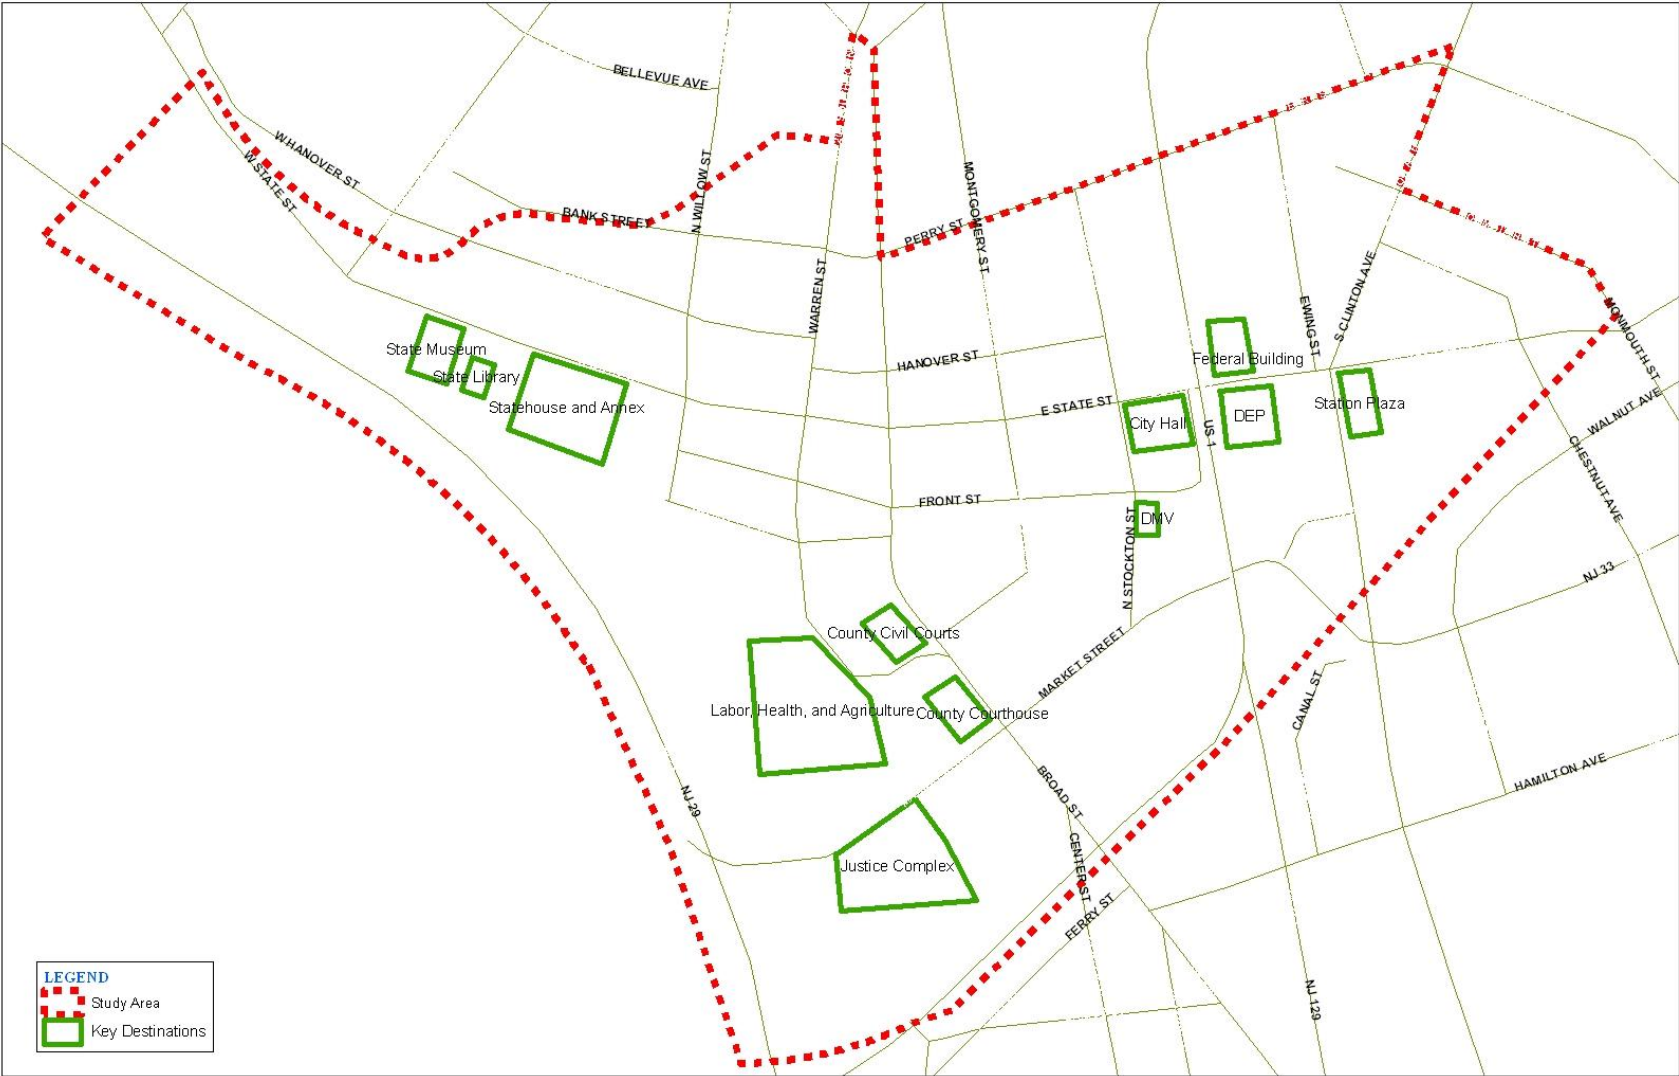 BELLEVUE AVE
W HANOVER ST
W STATE ST
N WILLOW ST
BANK STREET
MONTGOMERY ST
PERRY ST
WARREN ST
S CLINTON AVE
EWING ST
MONMOUTH ST
State Museum
State Library
Statehouse and Annex
HANOVER ST
Federal Building
E STATE ST
City Hall
US 1
DEP
Station Plaza
WALNUT AVE
CHESTNUT AVE
FRONT ST
DMV
N STOCKTON ST
NJ 33
County Civil Courts
MARKET STREET
Labor, Health, and Agriculture
County Courthouse
CANAL ST
NJ 29
BROAD ST
HAMILTON AVE
CENTER ST
Justice Complex
FERRY ST
NJ 129
LEGEND
Study Area
Key Destinations